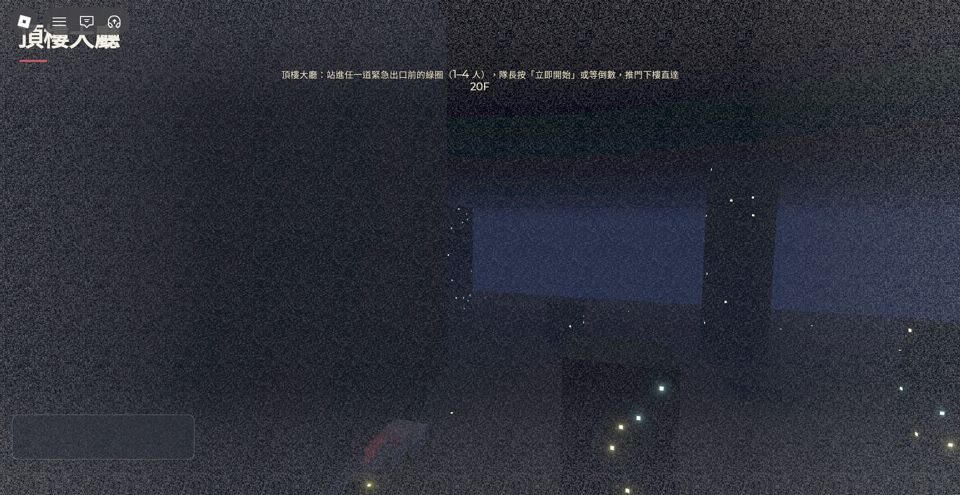 頂樓大廳
頂樓大廳：站進任一道緊急出口前的綠圈（1–4 人），隊長按「立即開始」或等倒數，推門下樓直達
20F